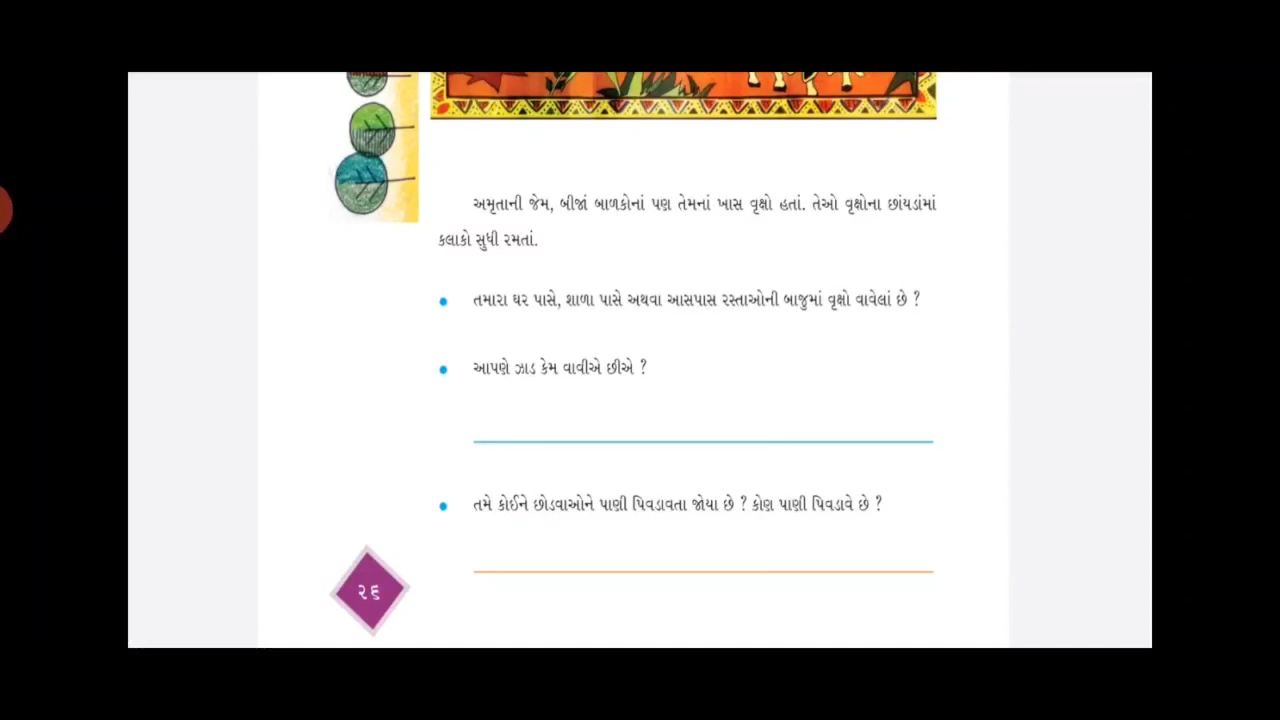 અમૃતાની જેમ, બીજાં બાળકોનાં પણ તેમનાં ખાસ વૃક્ષો હતાં. તેઓ વૃક્ષોના છાંયડાંમાં
કલાકો સુધી રમતાં.
• તમારા ઘર પાસે, શાળા પાસે અથવા આસપાસ રસ્તાઓની બાજુમાં વૃક્ષો વાવેલાં છે ?
• આપણે ઝાડ કેમ વાવીએ છીએ ?
• તમે કોઈને છોડવાઓને પાણી પિવડાવતા જોયા છે ? કોણ પાણી પિવડાવે છે ?
૨૬